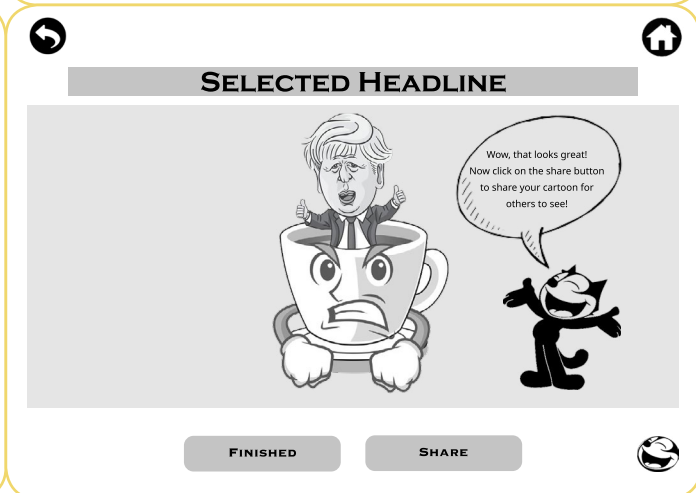 Selected Headline
Wow, that looks great!
Now click on the share button
to share your cartoon for
others to see!
Finished
Share